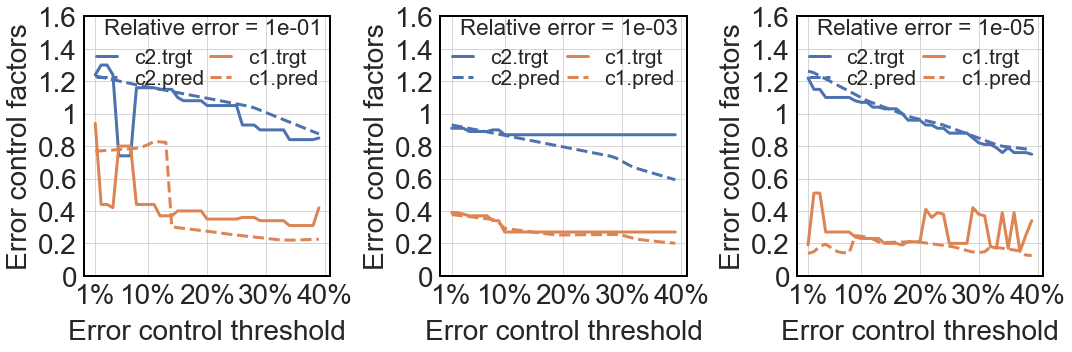 Error control factors
1.6
1.4
1.2
1
0.8
0.6
0.4
0.2
0
Relative error = 1e-01
c2.trgt c1.trgt
c2.pred c1.pred
1% 10% 20% 30% 40%
Error control threshold
Error control factors
1.6
1.4
1.2
1
0.8
0.6
0.4
0.2
0
Relative error = 1e-03
c2.trgt c1.trgt
c2.pred c1.pred
1% 10% 20% 30% 40%
Error control threshold
Error control factors
1.6
1.4
1.2
1
0.8
0.6
0.4
0.2
0
Relative error = 1e-05
c2.trgt c1.trgt
c2.pred c1.pred
1% 10% 20% 30% 40%
Error control threshold